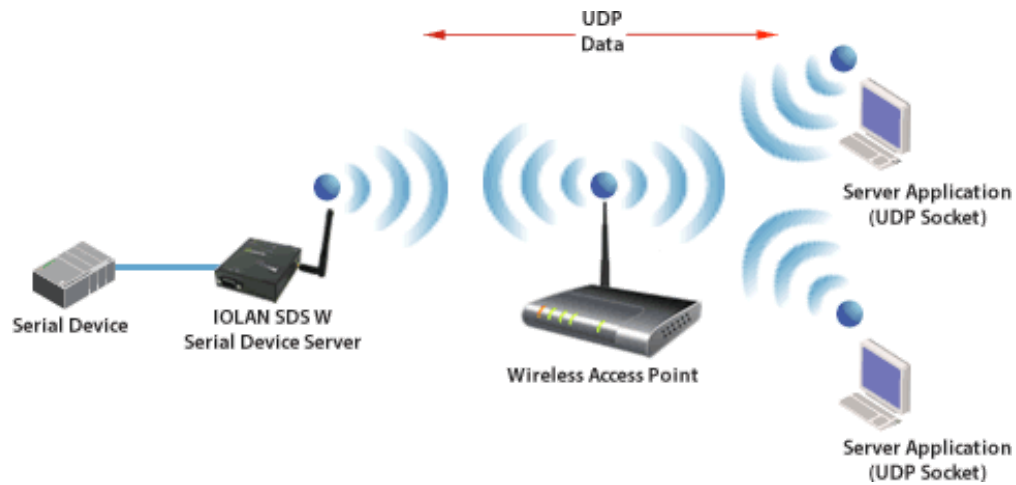 UDP
Data
Server Application
(UDP Socket)
Serial Device
IOLAN SDS W
Serial Device Server
Wireless Access Point
Server Application
(UDP Socket)